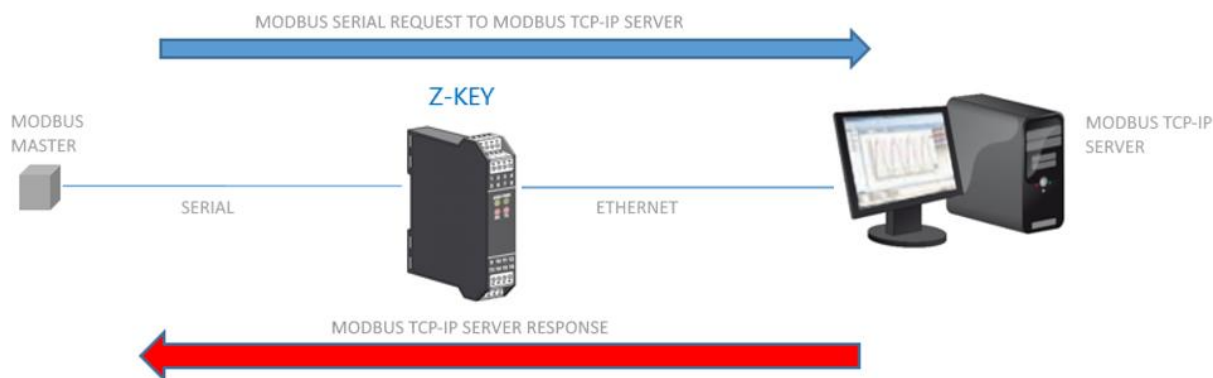 MODBUS SERIAL REQUEST TO MODBUS TCP-IP SERVER
Z-KEY
MODBUS
MASTER
MODBUS TCP-IP
SERVER
SERIAL
ETHERNET
MODBUS TCP-IP SERVER RESPONSE